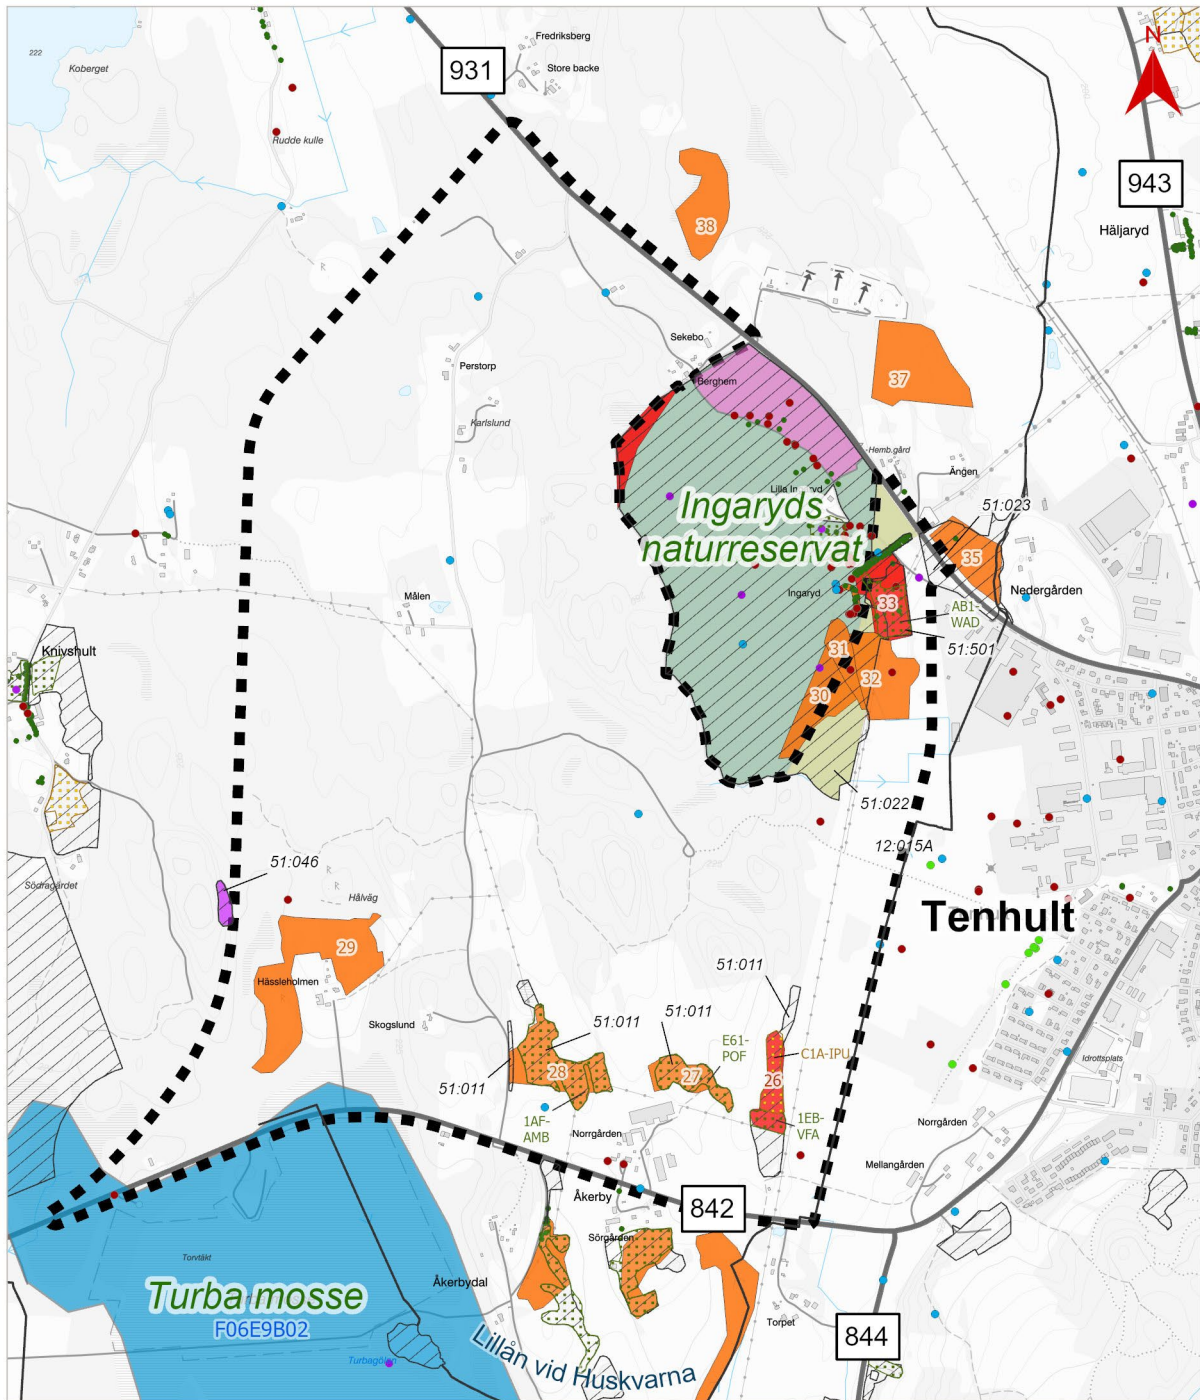 Fredriksberg
931
Store backe
222
Koberget
N
Rudde kulle
943
Häljaryd
38
Sekebo
Perstorp
37
Berghem
Karlslund
Hemb.gård
Ängen
Ingaryds
naturreservat
51:023
35
Nedergården
Målen
Ingaryd
33
AB1-
WAD
51:501
Knivshult
31
32
30
51:022
12:015A
51:046
Södragärdet
Hålväg
Tenhult
29
Hässleholmen
51:011
Skogslund
51:011
51:011
E61-
POF
C1A-IPU
28
27
26
Idrottsplats
51:011
1AF-
AMB
1EB-
VFA
Norrgården
Norrgården
Mellangården
Åkerby
842
Sörgården
Torvtäkt
Åkerbydal
Turba mosse
F06E9B02
Torpet
844
Lillån vid Huskvarna
Turbagölen